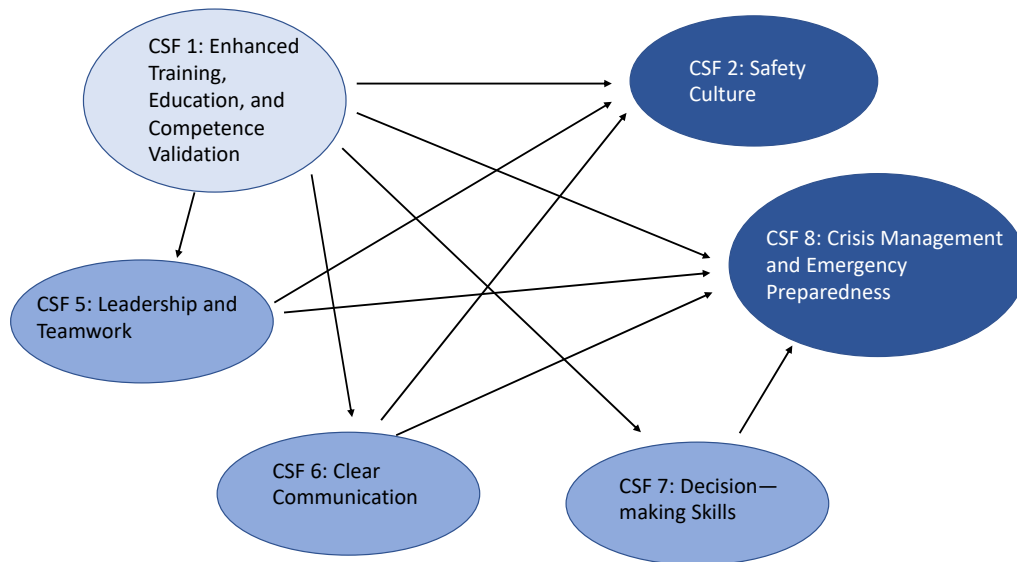 CSF 1: Enhanced
Training,
Education, and
Competence
Validation
CSF 2: Safety
Culture
CSF 8: Crisis Management
and Emergency
Preparedness
CSF 5: Leadership and
Teamwork
CSF 6: Clear
Communication
CSF 7: Decision—
making Skills